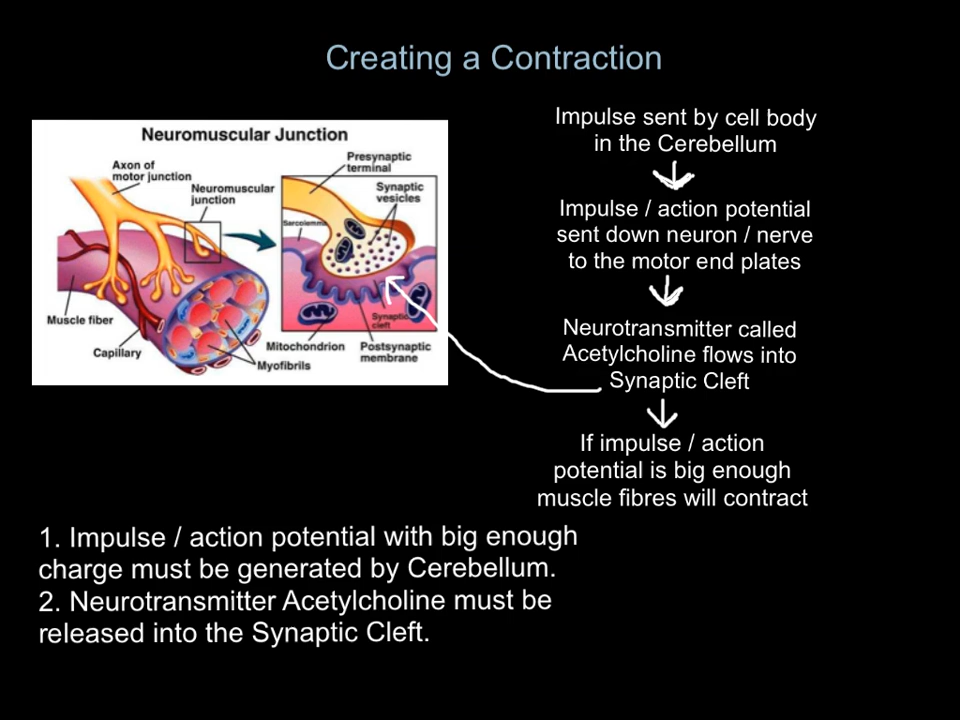 Creating a Contraction
Impulse sent by cell body
in the Cerebellum
Impulse / action potential
sent down neuron / nerve
to the motor end plates
Neurotransmitter called
Acetylcholine flows into
Synaptic Cleft
If impulse / action
potential is big enough
muscle fibres will contract
Neuromuscular Junction
Axon of
motor junction
Neuromuscular
junction
Presynaptic
terminal
Synaptic
vesicles
Sarcolemma
Muscle fiber
Capillary
Myofibrils
Mitochondrion
Synaptic
cleft
Postsynaptic
membrane
1. Impulse / action potential with big enough
charge must be generated by Cerebellum.
2. Neurotransmitter Acetylcholine must be
released into the Synaptic Cleft.